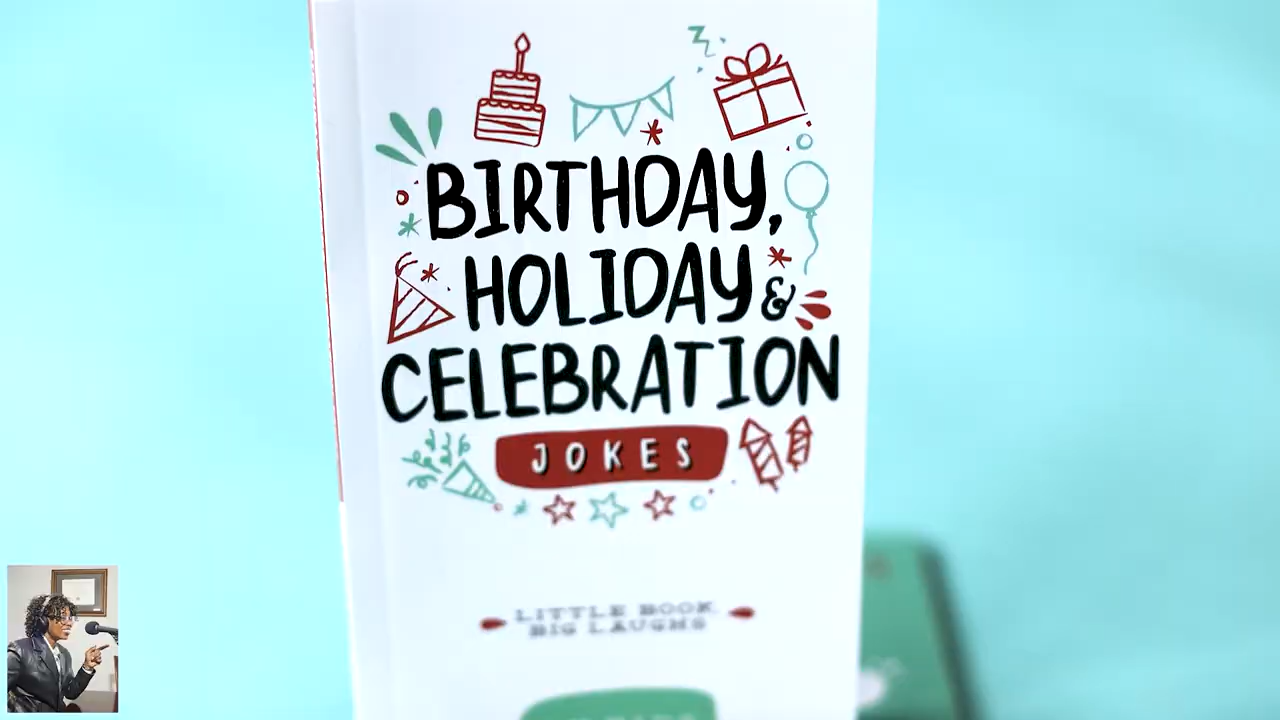 BIRTHDAY,
HOLIDAY &
CELEBRATION
JOKES
LITTLE BOOK,
BIG LAUGHS